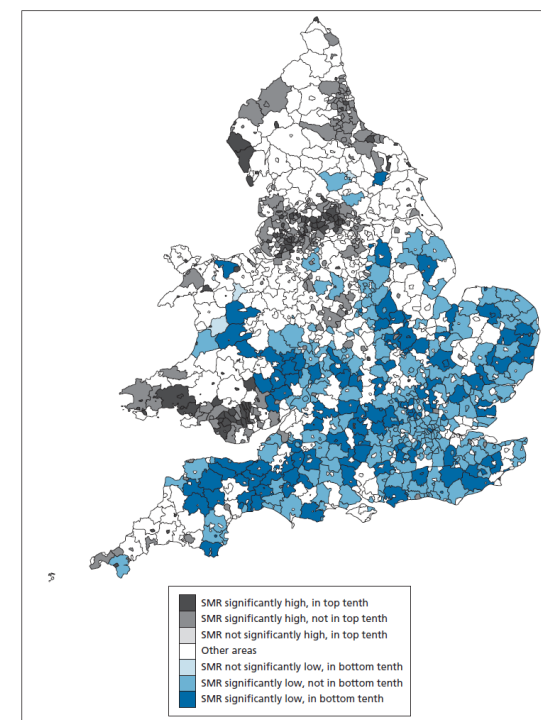 SMR significantly high, in top tenth
SMR significantly high, not in top tenth
SMR not significantly high, in top tenth
Other areas
SMR not significantly low, in bottom tenth
SMR significantly low, not in bottom tenth
SMR significantly low, in bottom tenth